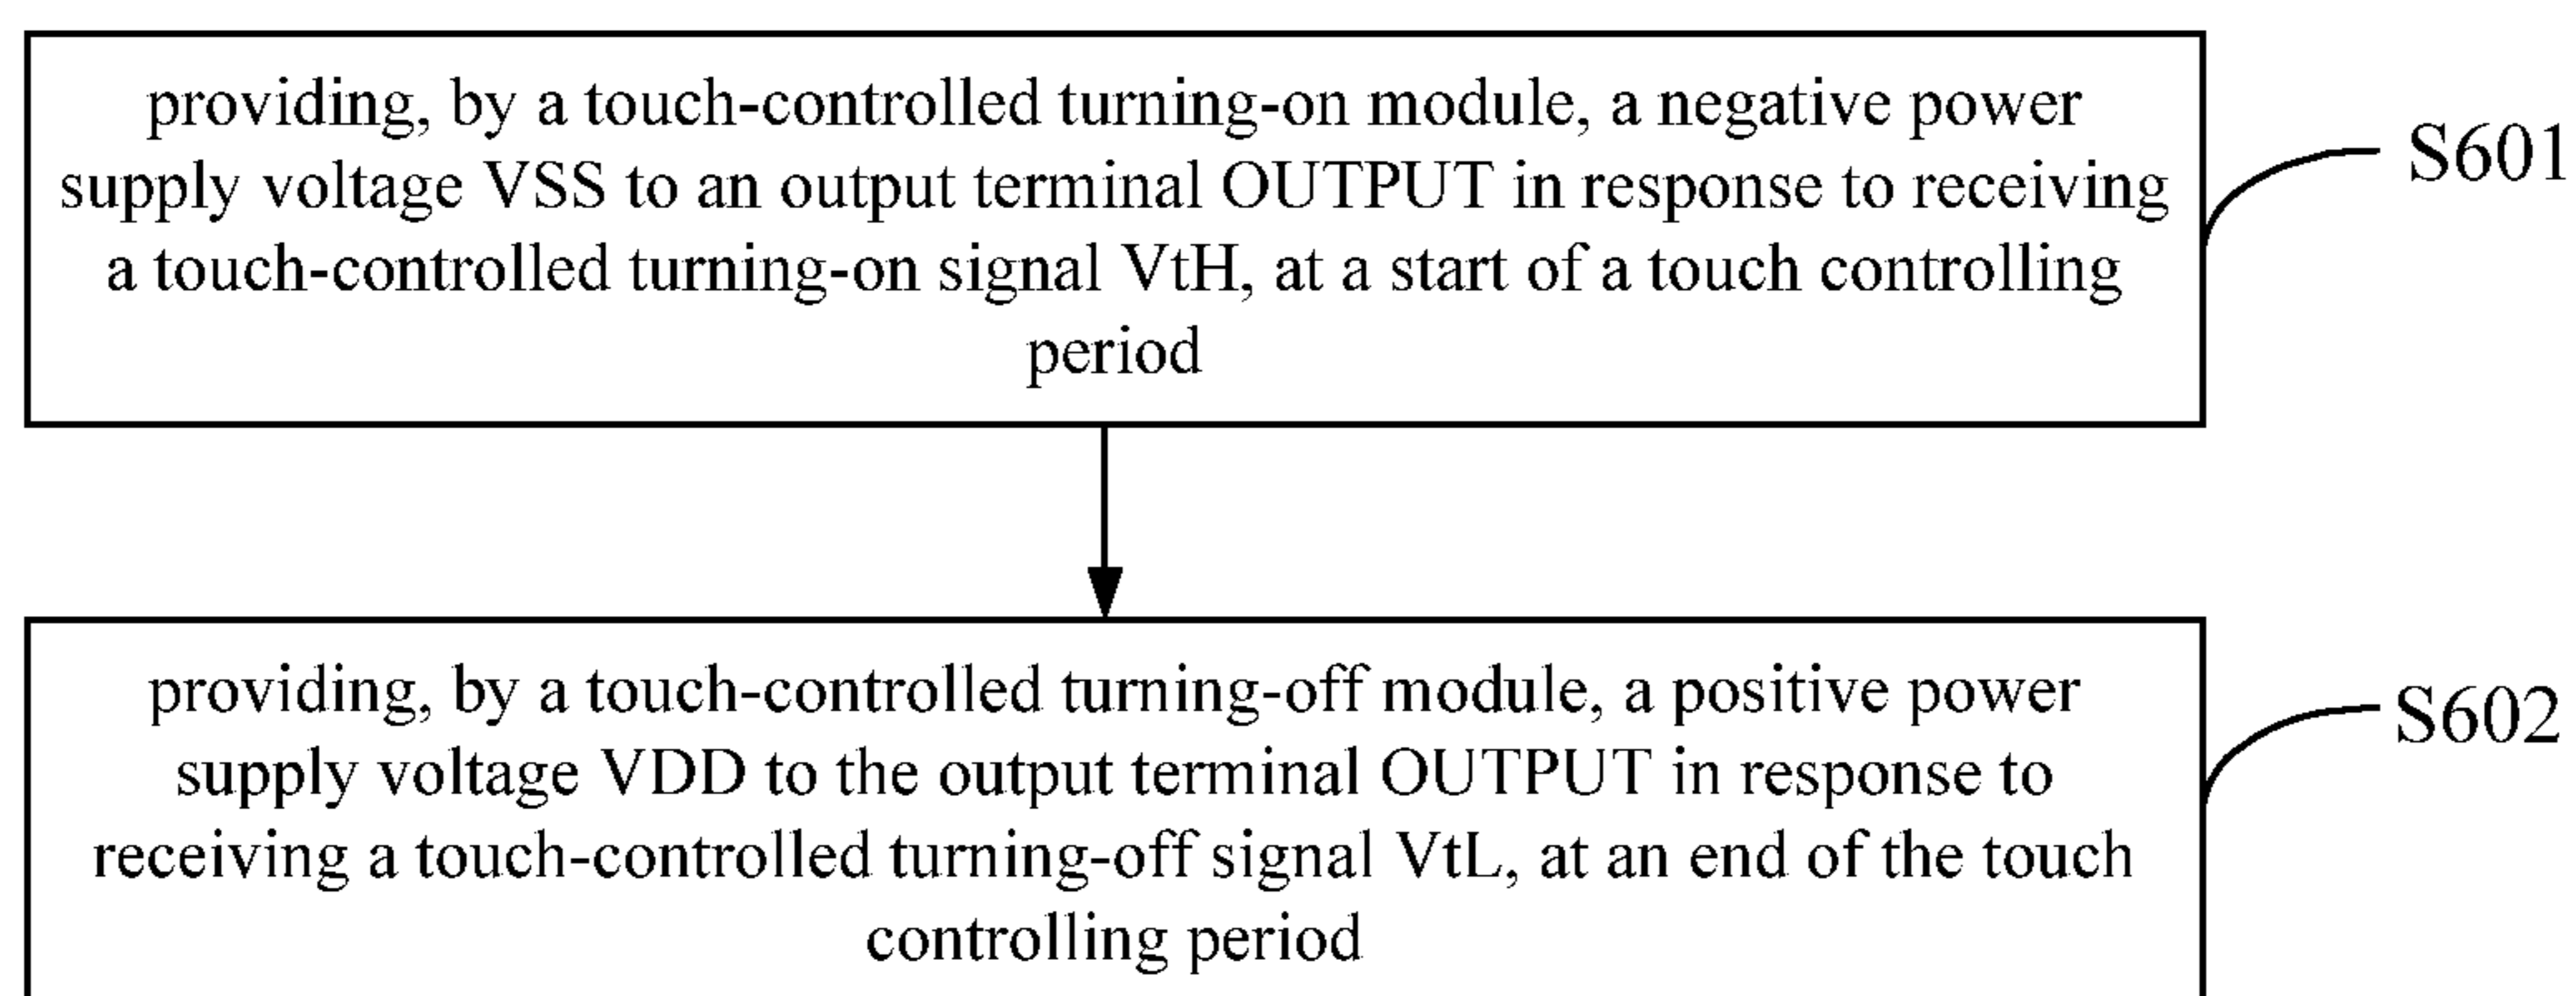 providing, by a touch-controlled turning-on module, a negative power
supply voltage VSS to an output terminal OUTPUT in response to receiving
a touch-controlled turning-on signal VtH, at a start of a touch controlling
period
S601
providing, by a touch-controlled turning-off module, a positive power
supply voltage VDD to the output terminal OUTPUT in response to
receiving a touch-controlled turning-off signal VtL, at an end of the touch
controlling period
S602